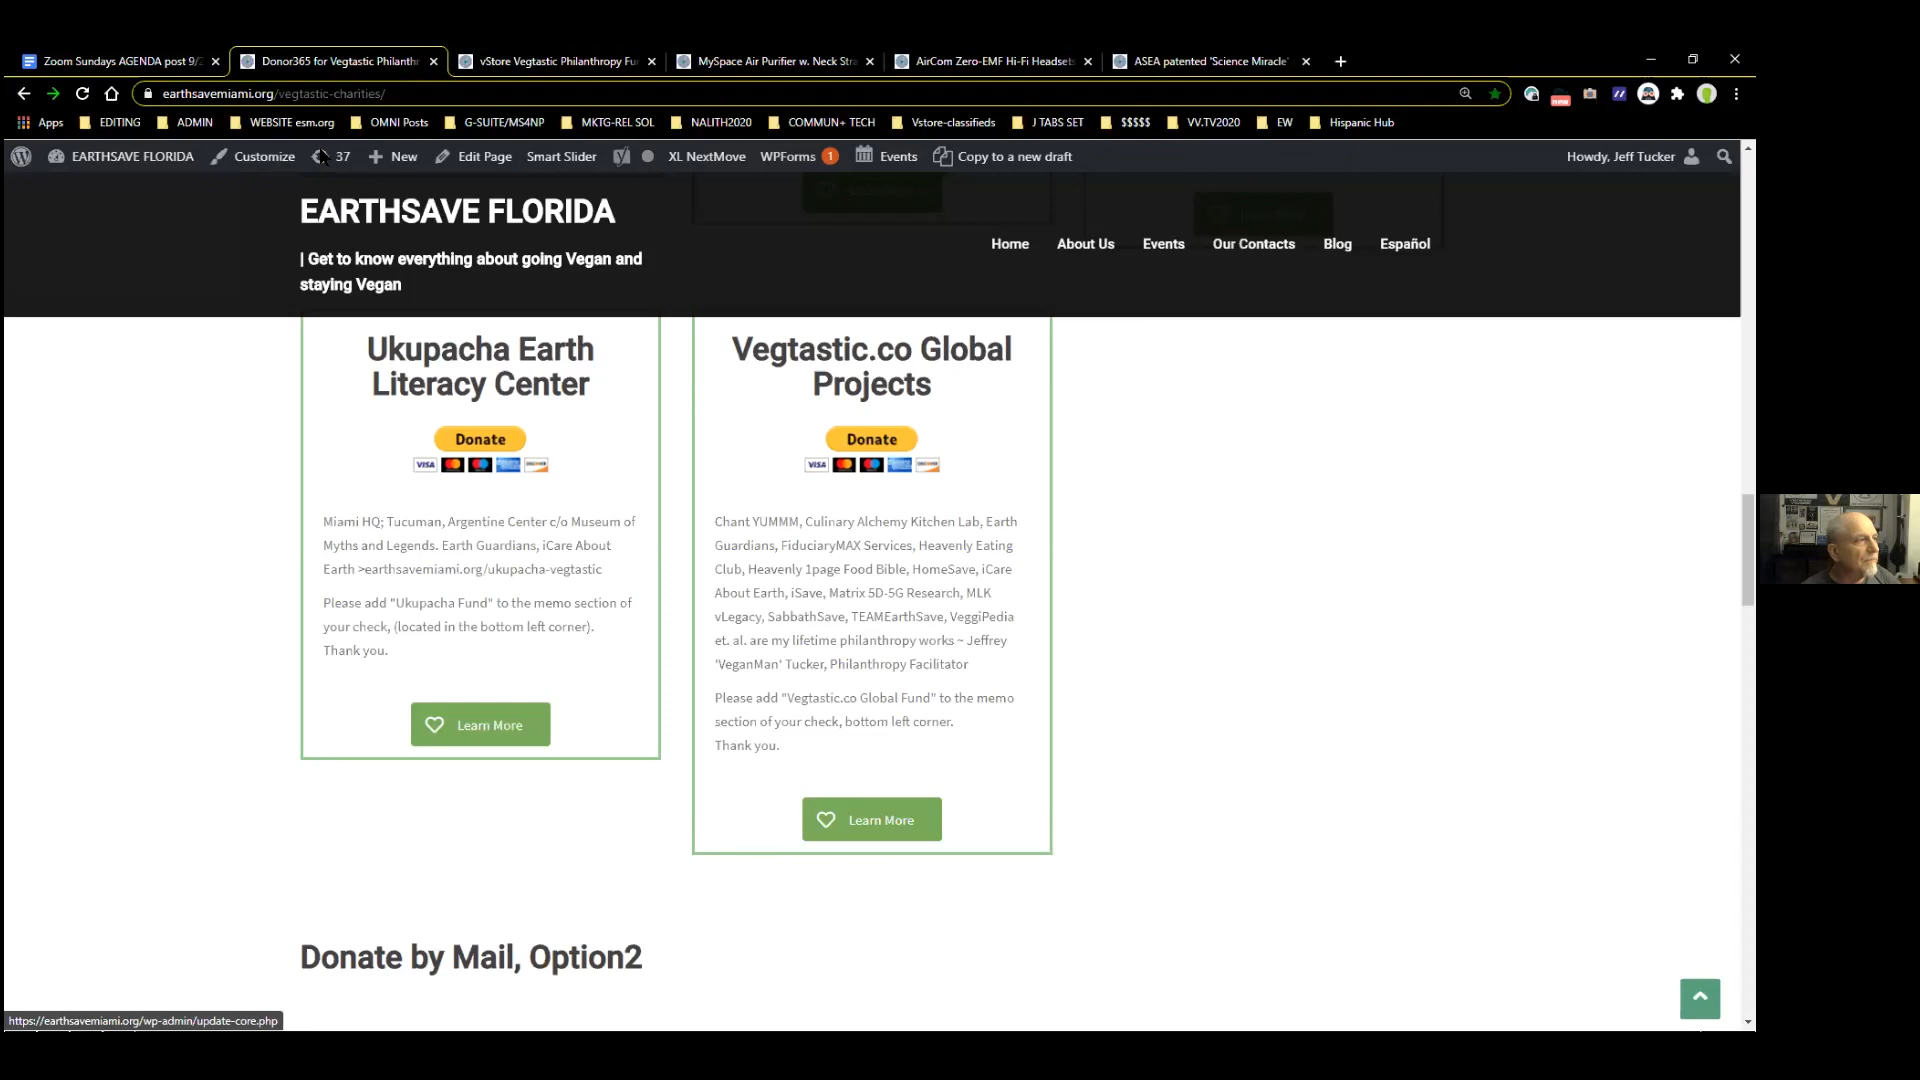 Zoom Sundays AGENDA post 9/
Donor365 for Vegtastic Philanthr
vStore Vegtastic Philanthropy Fu
MySpace Air Purifier w. Neck Str
AirCom Zero-EMF Hi-Fi Headsets
ASEA patented 'Science Miracle'
earthsavemiami.org/vegtastic-charities/
new
Apps EDITING ADMIN WEBSITE esm.org OMNI Posts G-SUITE/MS4NP MKTG-REL SOL NALITH2020 COMMUN+ TECH Vstore-classifieds J TABS SET $$$$$ VV.TV2020 EW Hispanic Hub
EARTHSAVE FLORIDA Customize 37 New Edit Page Smart Slider XL NextMove WPForms 1 Events Copy to a new draft Howdy, Jeff Tucker
EARTHSAVE FLORIDA
| Get to know everything about going Vegan and
staying Vegan
Home About Us Events Our Contacts Blog Español
Ukupacha Earth
Literacy Center
Donate
VISA
Miami HQ; Tucuman, Argentine Center c/o Museum of
Myths and Legends. Earth Guardians, iCare About
Earth >earthsavemiami.org/ukupacha-vegtastic
Please add "Ukupacha Fund" to the memo section of
your check, (located in the bottom left corner).
Thank you.
Learn More
Vegtastic.co Global
Projects
Donate
VISA
Chant YUMMM, Culinary Alchemy Kitchen Lab, Earth
Guardians, FiduciaryMAX Services, Heavenly Eating
Club, Heavenly 1page Food Bible, HomeSave, iCare
About Earth, iSave, Matrix 5D-5G Research, MLK
vLegacy, SabbathSave, TEAMEarthSave, VeggiPedia
et. al. are my lifetime philanthropy works ~ Jeffrey
'VeganMan' Tucker, Philanthropy Facilitator
Please add "Vegtastic.co Global Fund" to the memo
section of your check, bottom left corner.
Thank you.
Learn More
Donate by Mail, Option2
https://earthsavemiami.org/wp-admin/update-core.php